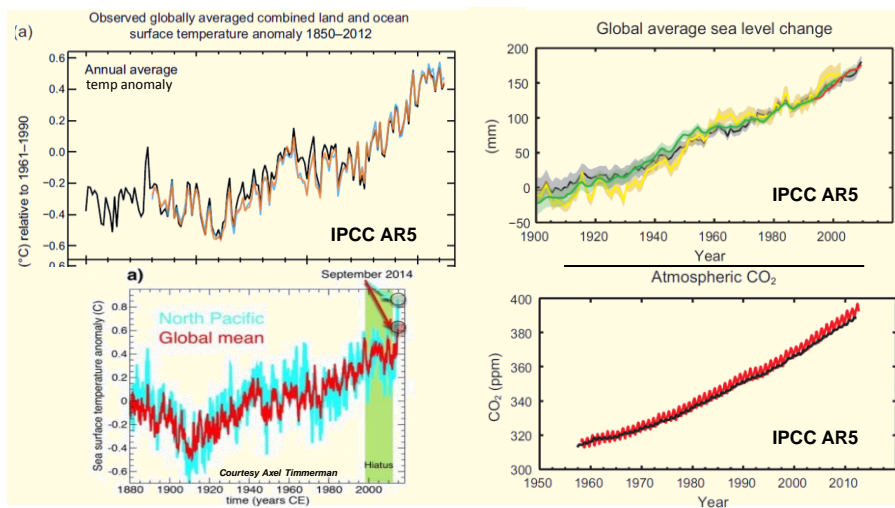 Observed globally averaged combined land and ocean
surface temperature anomaly 1850–2012
(a)
Annual average
temp anomaly
0.6
0.4
0.2
0.0
−0.2
−0.4
−0.6
0.6
(°C) relative to 1961–1990
IPCC AR5
Global average sea level change
200
150
100
50
0
−50
(mm)
IPCC AR5
1900 1920 1940 1960 1980 2000
Year
a)
September 2014
North Pacific
Global mean
0.8
0.6
0.4
0.2
0
-0.2
-0.4
-0.6
Sea surface temperature anomaly (C)
Courtesy Axel Timmerman
Hiatus
1880 1900 1920 1940 1960 1980 2000
time (years CE)
Atmospheric CO₂
400
380
360
340
320
300
CO₂ (ppm)
IPCC AR5
1950 1960 1970 1980 1990 2000 2010
Year